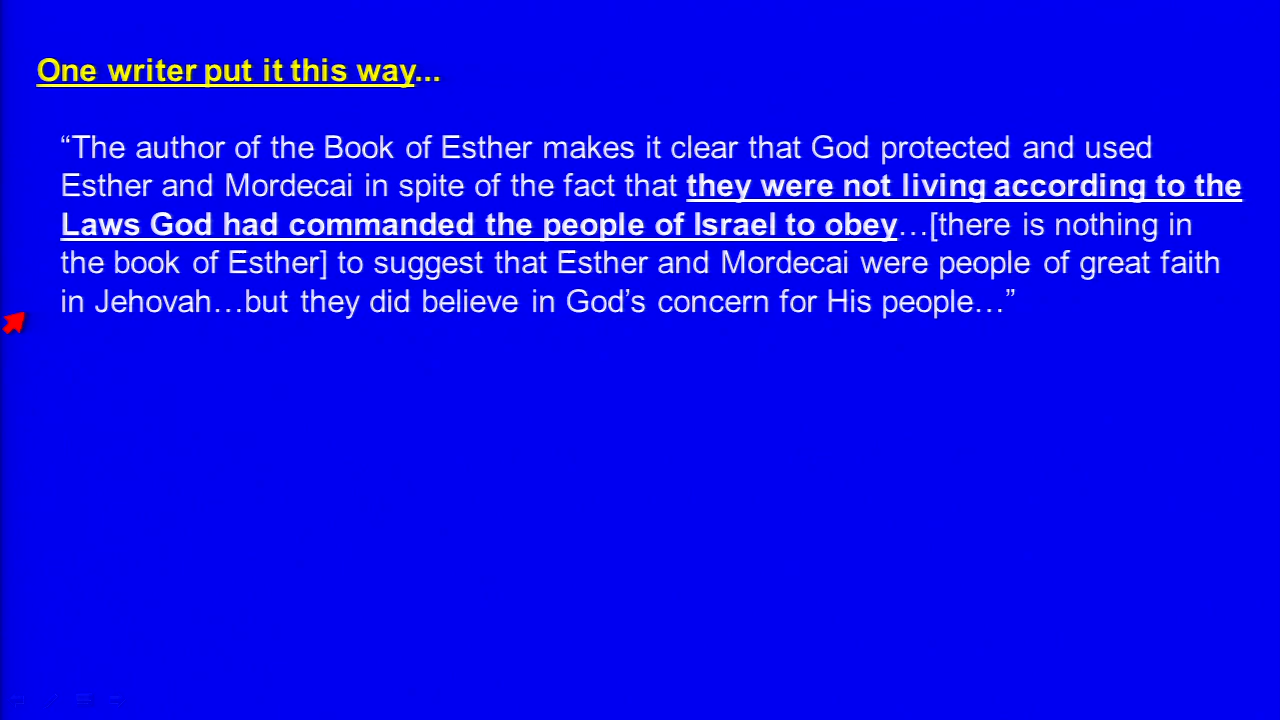 One writer put it this way...
“The author of the Book of Esther makes it clear that God protected and used
Esther and Mordecai in spite of the fact that they were not living according to the
Laws God had commanded the people of Israel to obey…[there is nothing in
the book of Esther] to suggest that Esther and Mordecai were people of great faith
in Jehovah…but they did believe in God’s concern for His people…”